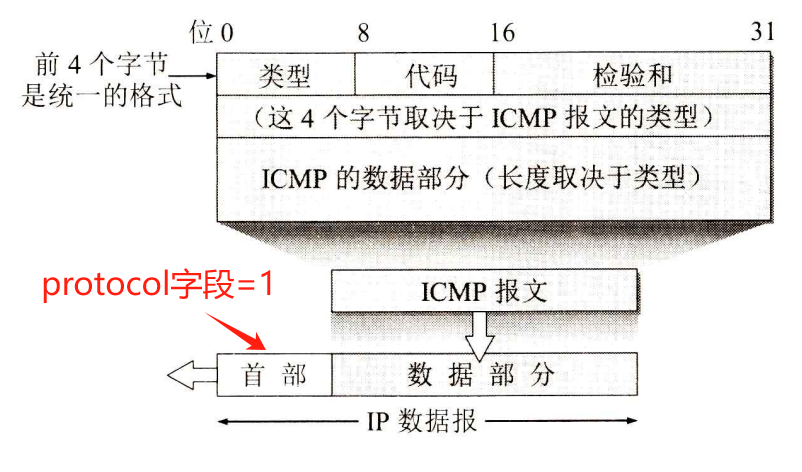 位 0 8 16 31
前 4 个字节
是统一的格式
类型 代码 检验和
（这 4 个字节取决于 ICMP 报文的类型）
ICMP 的数据部分（长度取决于类型）
protocol字段=1
ICMP 报文
首 部 数 据 部 分
IP 数据报